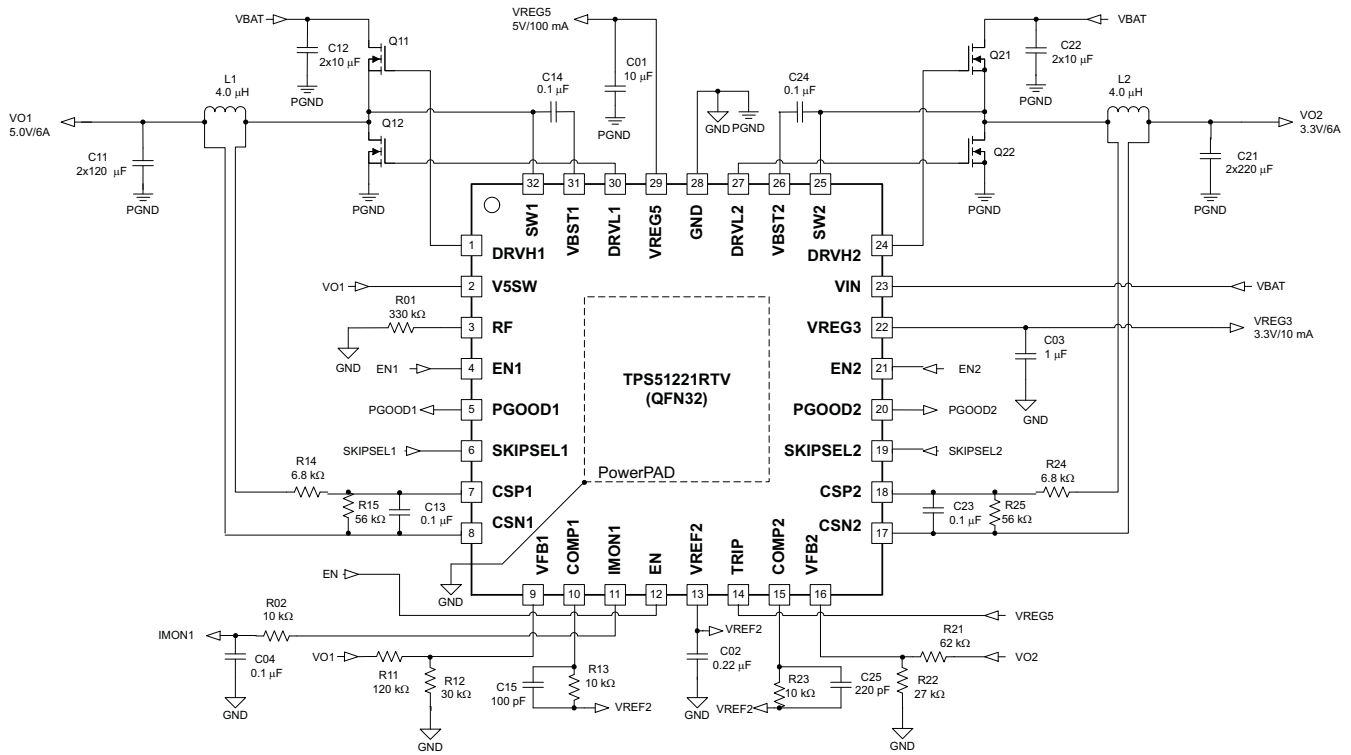 VBAT
Q11
C12
2x10 μF
PGND
L1
4.0 μH
VO1
5.0V/6A
C11
2x120 μF
PGND
Q12
PGND
C14
0.1 μF
VREG5
5V/100 mA
C01
10 μF
PGND
GND
PGND
C24
0.1 μF
VBAT
Q21
C22
2x10 μF
PGND
L2
4.0 μH
VO2
3.3V/6A
C21
2x220 μF
PGND
Q22
PGND
32
31
30
29
28
27
26
25
SW1
VBST1
DRVL1
VREG5
GND
DRVL2
VBST2
SW2
1
DRVH1
24
DRVH2
VO1
2
V5SW
VIN
23
VBAT
R01
330 kΩ
GND
3
RF
VREG3
22
VREG3
3.3V/10 mA
C03
1 μF
GND
EN1
4
EN1
EN2
21
EN2
TPS51221RTV
(QFN32)
PGOOD1
5
PGOOD1
PGOOD2
20
PGOOD2
SKIPSEL1
6
SKIPSEL1
SKIPSEL2
19
SKIPSEL2
PowerPAD
R14
6.8 kΩ
7
CSP1
CSP2
18
R24
6.8 kΩ
R15
56 kΩ
C13
0.1 μF
C23
0.1 μF
R25
56 kΩ
8
CSN1
CSN2
17
VFB1
COMP1
IMON1
EN
VREF2
TRIP
COMP2
VFB2
GND
9
10
11
12
13
14
15
16
EN
R02
10 kΩ
IMON1
C04
0.1 μF
GND
VO1
R11
120 kΩ
R12
30 kΩ
GND
C15
100 pF
R13
10 kΩ
VREF2
VREF2
C02
0.22 μF
GND
VREG5
R23
10 kΩ
C25
220 pF
VREF2
R21
62 kΩ
VO2
R22
27 kΩ
GND